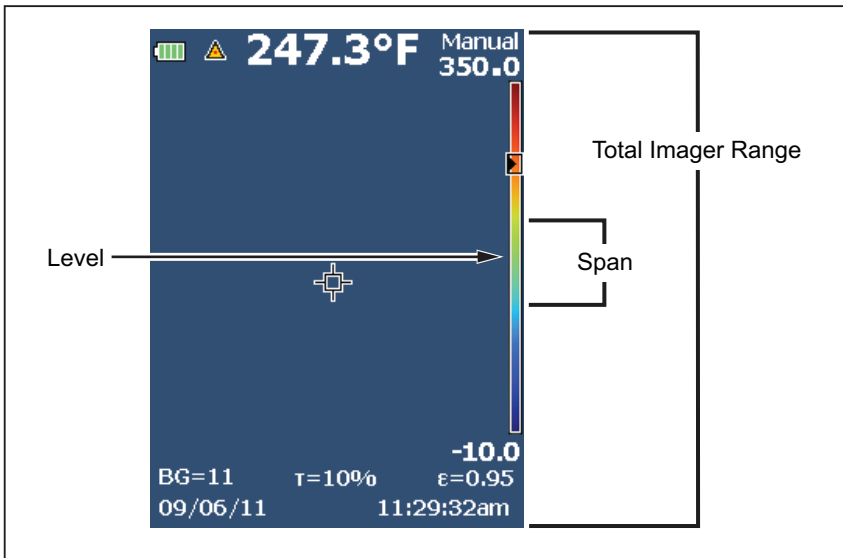 247.3°F
Manual
350.0
Total Imager Range
Level
Span
-10.0
BG=11 τ=10% ε=0.95
09/06/11 11:29:32am